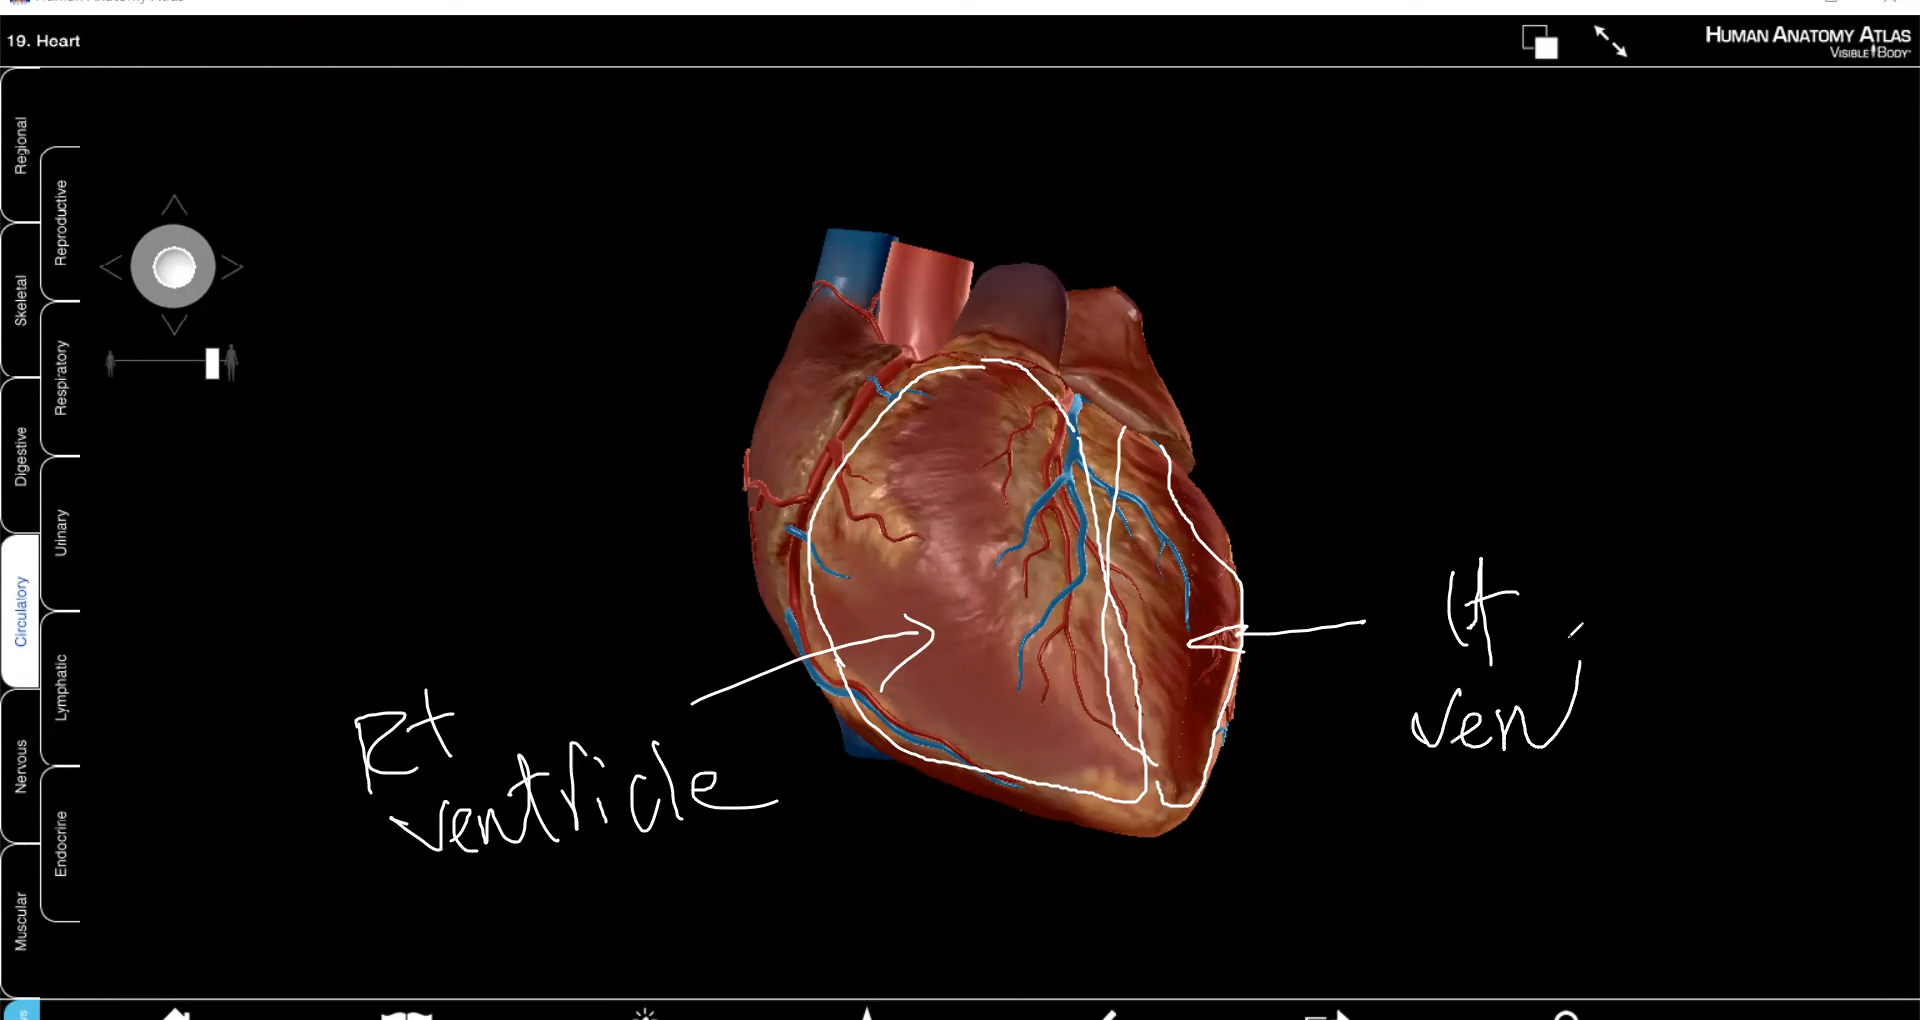 19. Heart
HUMAN ANATOMY ATLAS
VISIBLE BODY
Regional
Reproductive
Skeletal
Respiratory
Digestive
Urinary
Circulatory
Lymphatic
Nervous
Endocrine
Muscular
Rt
ventricle
lt
ven